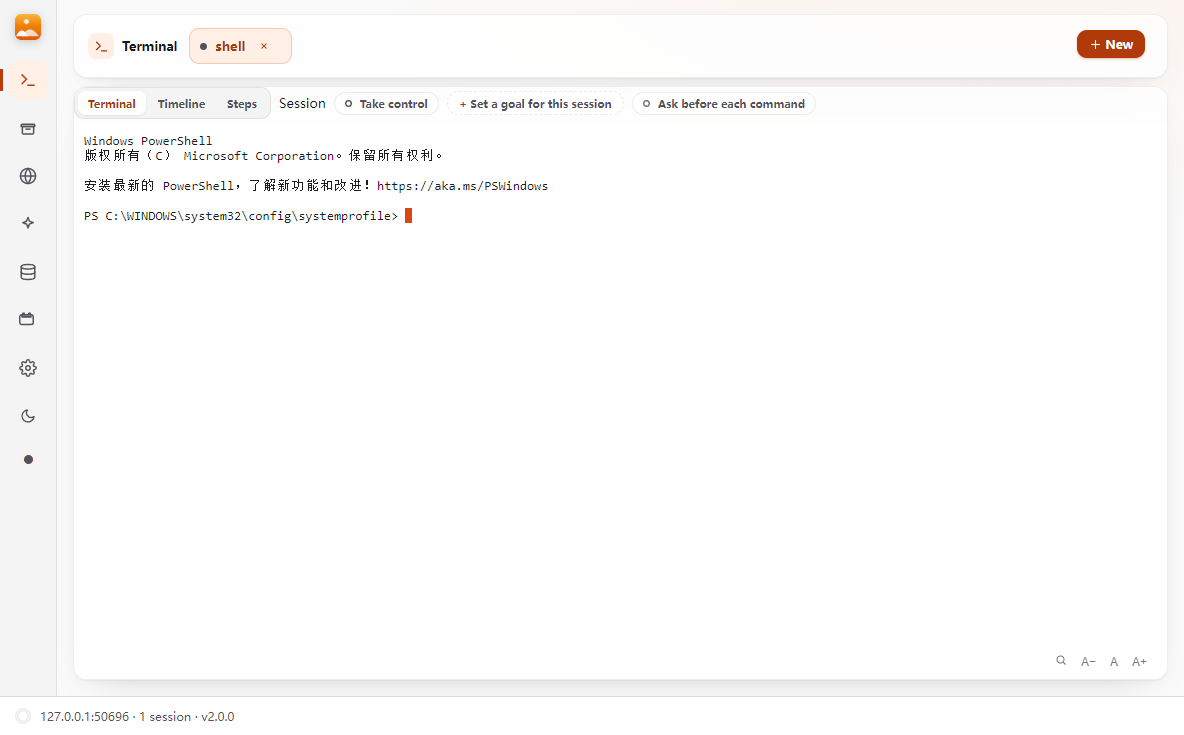 Terminal
shell ×
+ New
Terminal
Timeline
Steps
Session
Take control
+ Set a goal for this session
Ask before each command
Windows PowerShell
版权所有（C） Microsoft Corporation。保留所有权利。
安装最新的 PowerShell，了解新功能和改进！https://aka.ms/PSWindows
PS C:\WINDOWS\system32\config\systemprofile>
A−
A
A+
127.0.0.1:50696 · 1 session · v2.0.0